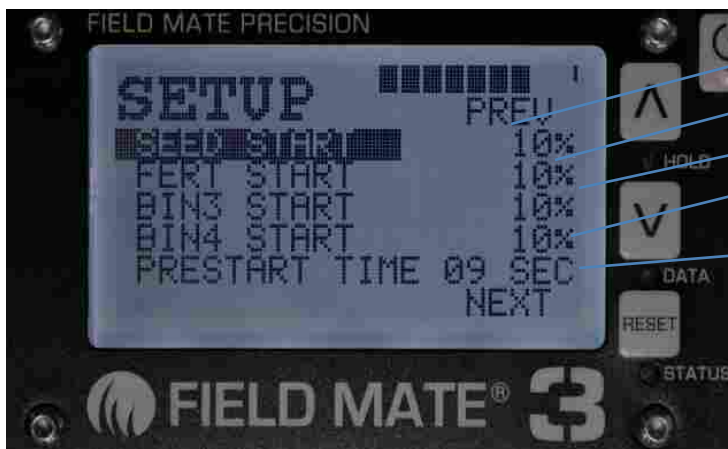 FIELD MATE PRECISION
SETUP
PREV
SEED START 10%
FERT START 10%
BIN3 START 10%
BIN4 START 10%
PRESTART TIME 09 SEC
NEXT
HOLD
DATA
RESET
STATUS
FIELD MATE® 3